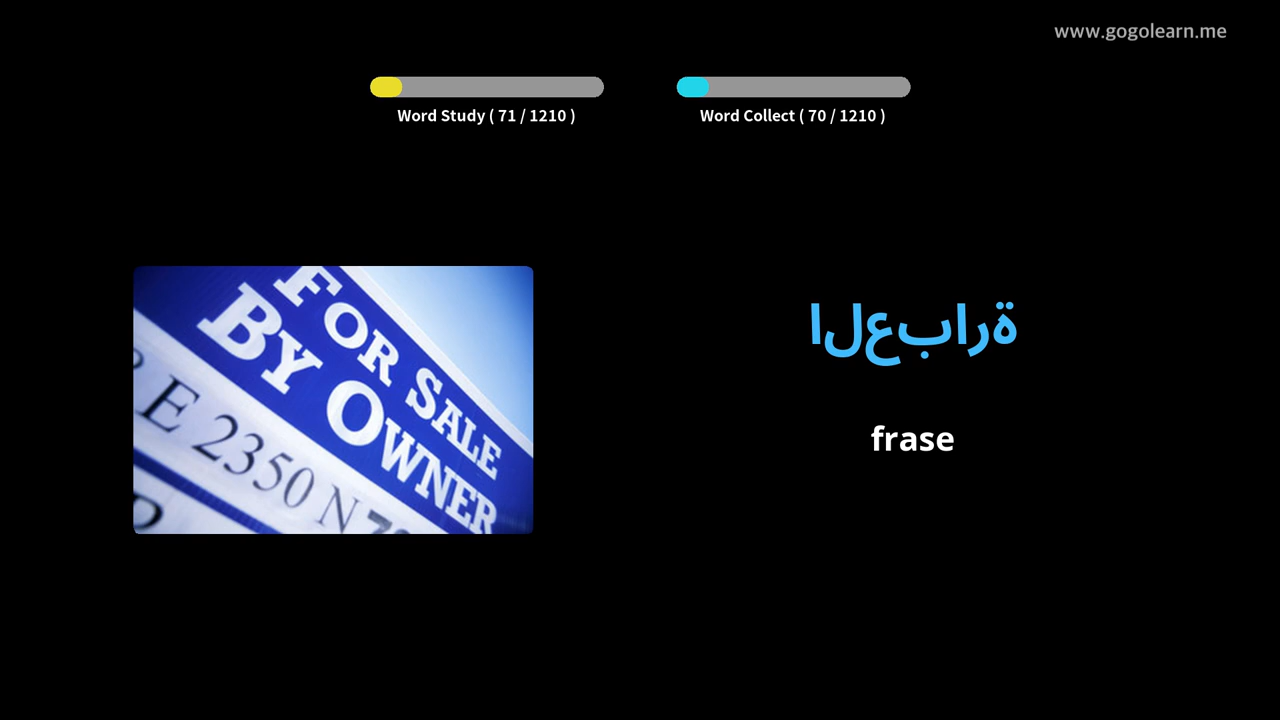 www.gogolearn.me
Word Study ( 71 / 1210 )
Word Collect ( 70 / 1210 )
FOR SALE
BY OWNER
E 2350 N
العبارة
frase